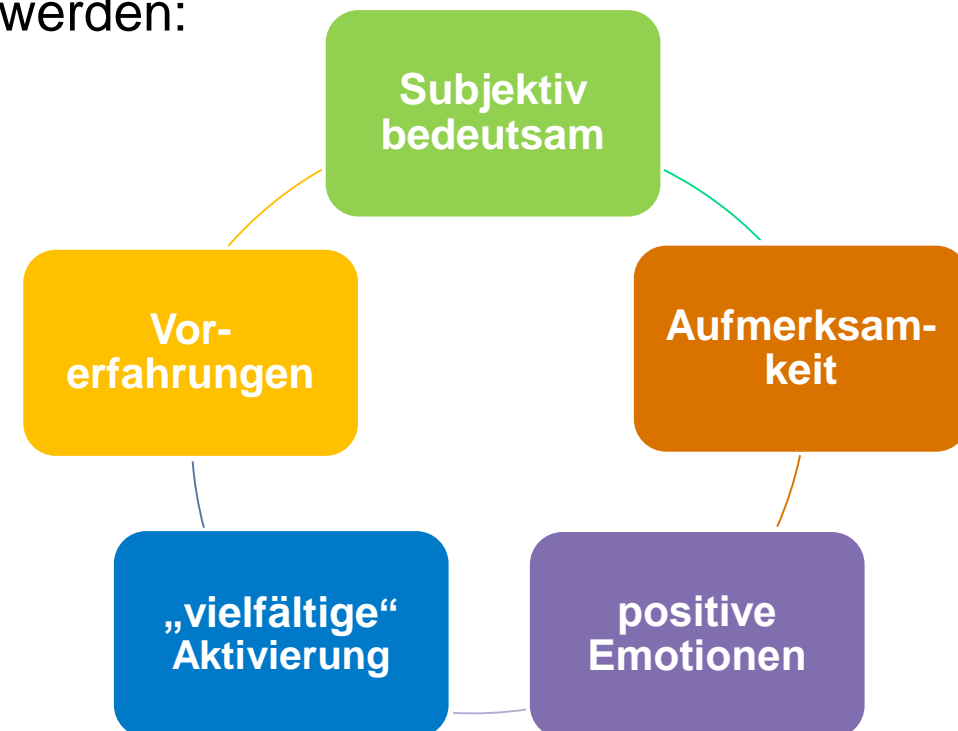 werden:
Subjektiv
bedeutsam
Aufmerksam-
keit
positive
Emotionen
„vielfältige“
Aktivierung
Vor-
erfahrungen